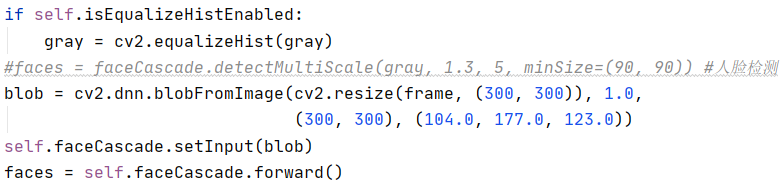 if self.isEqualizeHistEnabled:
    gray = cv2.equalizeHist(gray)
#faces = faceCascade.detectMultiScale(gray, 1.3, 5, minSize=(90, 90)) #人脸检测
blob = cv2.dnn.blobFromImage(cv2.resize(frame, (300, 300)), 1.0,
                             (300, 300), (104.0, 177.0, 123.0))
self.faceCascade.setInput(blob)
faces = self.faceCascade.forward()